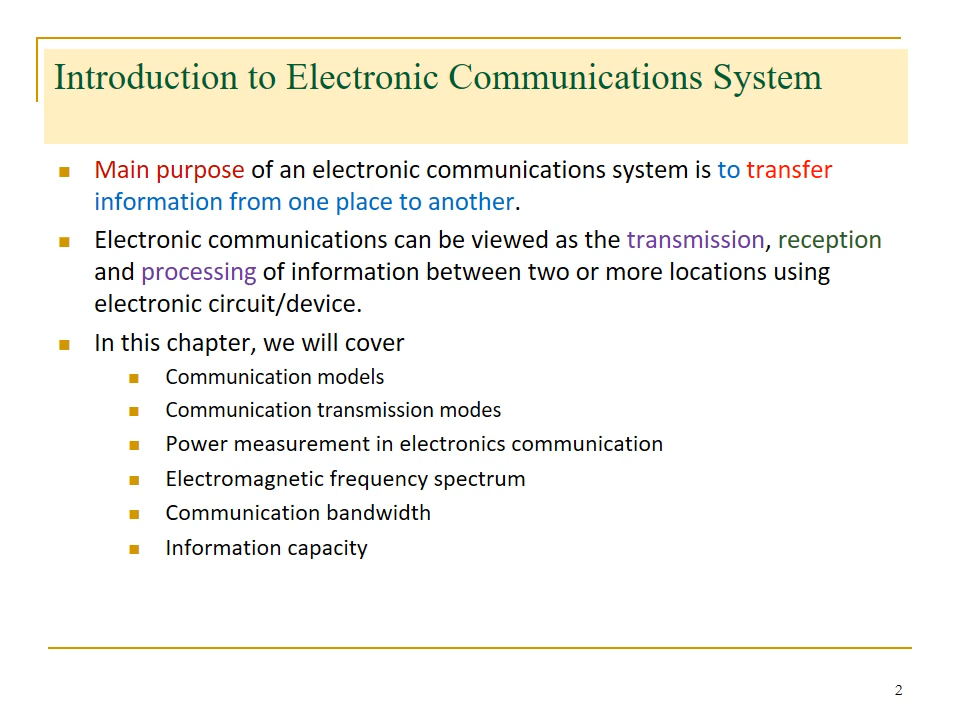 Introduction to Electronic Communications System
Main purpose of an electronic communications system is to transfer
information from one place to another.
Electronic communications can be viewed as the transmission, reception
and processing of information between two or more locations using
electronic circuit/device.
In this chapter, we will cover
Communication models
Communication transmission modes
Power measurement in electronics communication
Electromagnetic frequency spectrum
Communication bandwidth
Information capacity
2